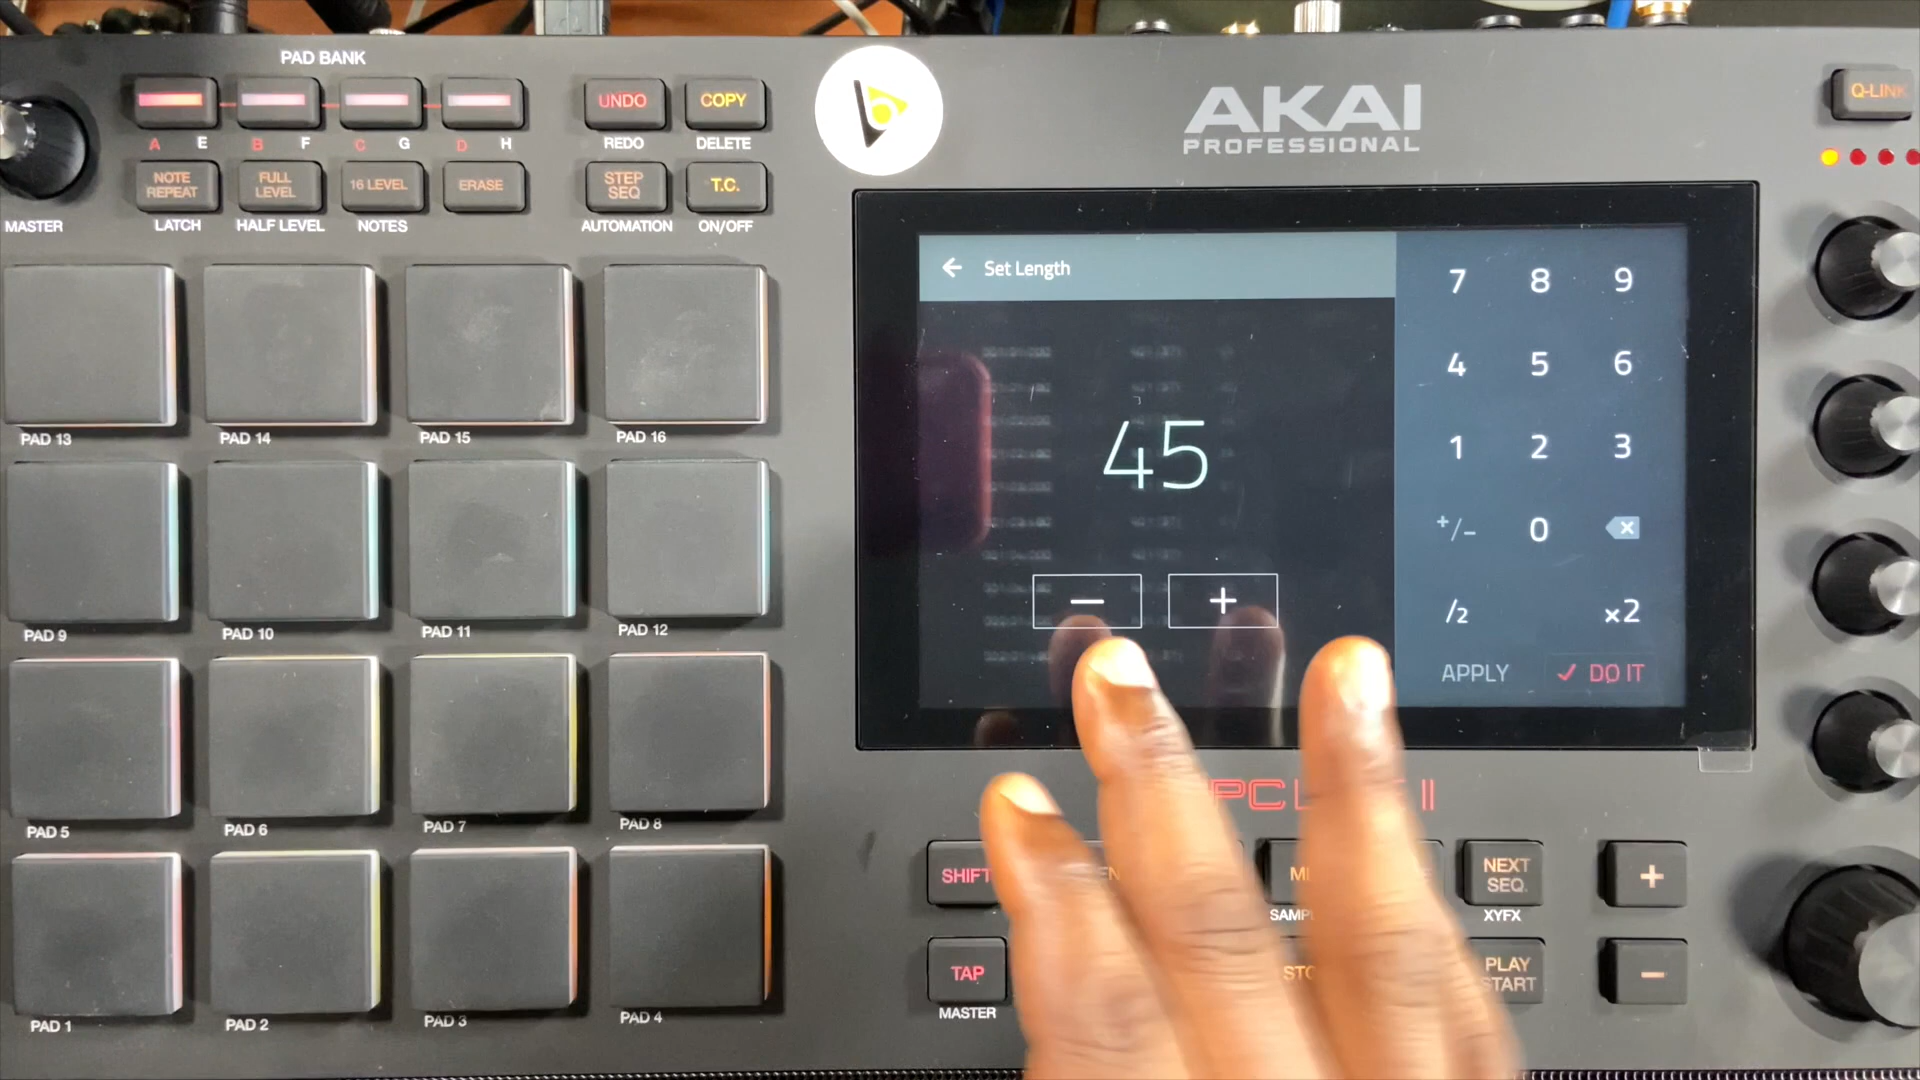 PAD BANK
A E B F C G D H
UNDO COPY
REDO DELETE
NOTE REPEAT
FULL LEVEL
16 LEVEL
ERASE
STEP SEQ
T.C.
MASTER
LATCH
HALF LEVEL
NOTES
AUTOMATION
ON/OFF
PAD 13
PAD 14
PAD 15
PAD 16
PAD 9
PAD 10
PAD 11
PAD 12
PAD 5
PAD 6
PAD 7
PAD 8
PAD 1
PAD 2
PAD 3
PAD 4
AKAI
PROFESSIONAL
Q-LINK
Set Length
45
− +
7 8 9
4 5 6
1 2 3
+/− 0
/2 ×2
APPLY DO IT
PC L II
SHIFT
NEXT SEQ.
+
XYFX
TAP
PLAY START
−
MASTER